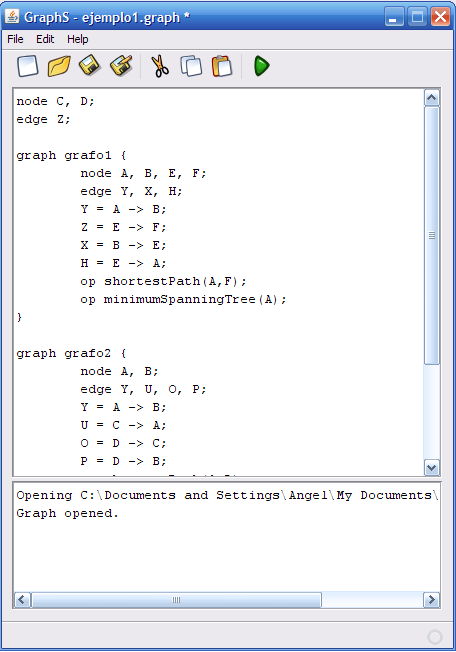 GraphS - ejemplo1.graph *
File Edit Help
node C, D;
edge Z;
graph grafo1 {
node A, B, E, F;
edge Y, X, H;
Y = A -> B;
Z = E -> F;
X = B -> E;
H = E -> A;
op shortestPath(A,F);
op minimumSpanningTree(A);
}
graph grafo2 {
node A, B;
edge Y, U, O, P;
Y = A -> B;
U = C -> A;
O = D -> C;
P = D -> B;
Opening C:\Documents and Settings\Angel\My Documents\
Graph opened.